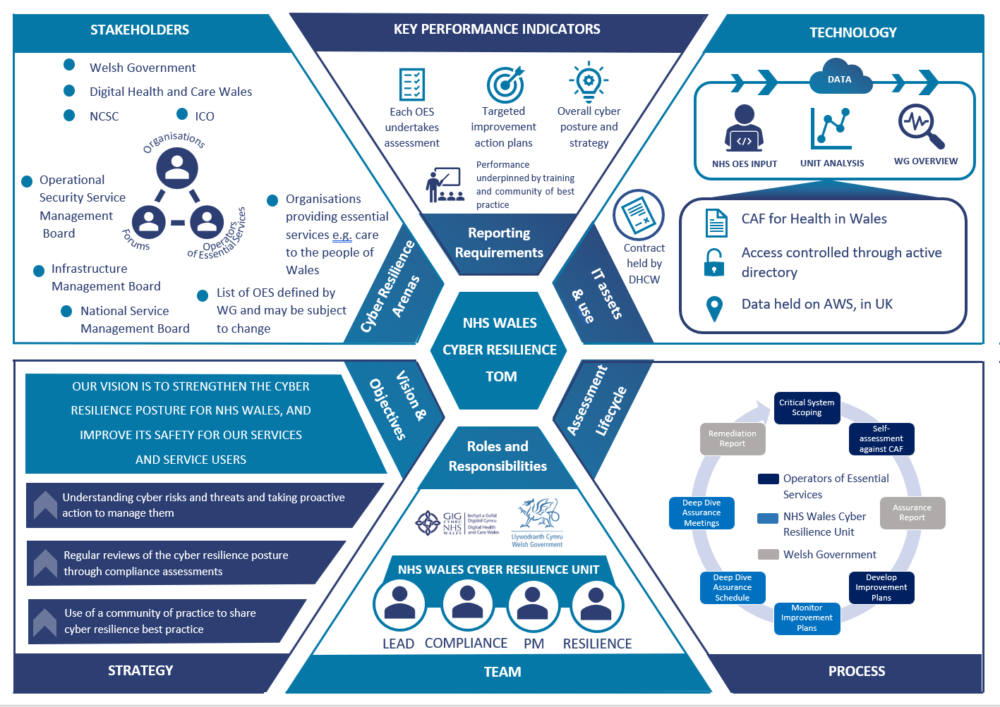 STAKEHOLDERS
Welsh Government
Digital Health and Care Wales
NCSC
ICO
Organisations
Forums
Operators
of Essential Services
Operational
Security Service
Management
Board
Organisations
providing essential
services e.g. care
to the people of
Wales
Infrastructure
Management Board
National Service
Management Board
List of OES defined by
WG and may be subject
to change
Cyber Resilience
Arenas
KEY PERFORMANCE INDICATORS
Each OES
undertakes
assessment
Targeted
improvement
action plans
Overall cyber
posture and
strategy
Performance
underpinned by training
and community of best
practice
Reporting
Requirements
TECHNOLOGY
DATA
NHS OES INPUT
UNIT ANALYSIS
WG OVERVIEW
Contract
held by
DHCW
CAF for Health in Wales
Access controlled through active
directory
Data held on AWS, in UK
IT assets
& use
NHS WALES
CYBER RESILIENCE
TOM
Vision &
Objectives
OUR VISION IS TO STRENGTHEN THE CYBER
RESILIENCE POSTURE FOR NHS WALES, AND
IMPROVE ITS SAFETY FOR OUR SERVICES
AND SERVICE USERS
Understanding cyber risks and threats and taking proactive
action to manage them
Regular reviews of the cyber resilience posture
through compliance assessments
Use of a community of practice to share
cyber resilience best practice
STRATEGY
Roles and
Responsibilities
GIG
CYMRU
NHS
WALES
Iechyd a Gofal
Digidol Cymru
Digital Health
and Care Wales
Llywodraeth Cymru
Welsh Government
NHS WALES CYBER RESILIENCE UNIT
LEAD
COMPLIANCE
PM
RESILIENCE
TEAM
Assessment
Lifecycle
Critical System
Scoping
Self-
assessment
against CAF
Assurance
Report
Develop
Improvement
Plans
Monitor
Improvement
Plans
Deep Dive
Assurance
Schedule
Deep Dive
Assurance
Meetings
Remediation
Report
Operators of Essential
Services
NHS Wales Cyber
Resilience Unit
Welsh Government
PROCESS